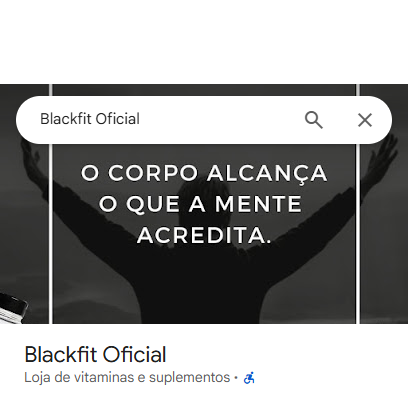 Blackfit Oficial
O CORPO ALCANÇA
O QUE A MENTE
ACREDITA.
Blackfit Oficial
Loja de vitaminas e suplementos ·